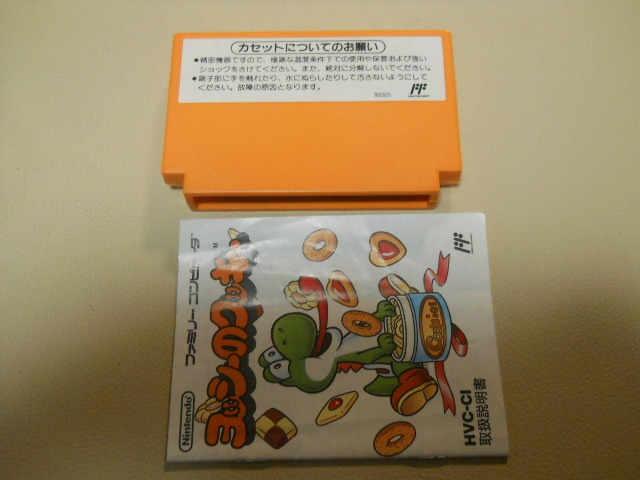 カセットについてのお願い
●精密機器ですので、極端な温度条件下での使用や保管および強い
ショックをさけてください。また、絶対に分解しないでください。
●端子部に手を触れたり、水にぬらしたりして汚さないようにして
ください。故障の原因となります。
ファミリーコンピュータ
TM
ヨッシーのクッキー
Nintendo
Cookies
HVC-CI
取扱説明書